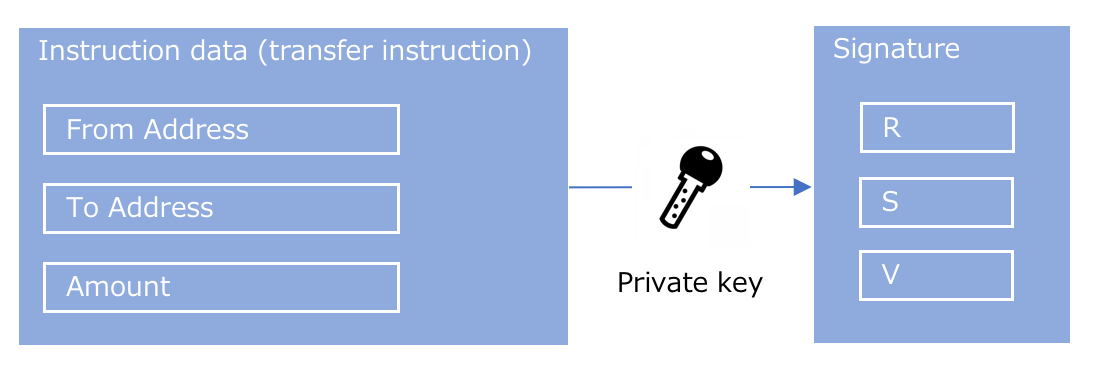 Instruction data (transfer instruction)
From Address
To Address
Amount
Private key
Signature
R
S
V